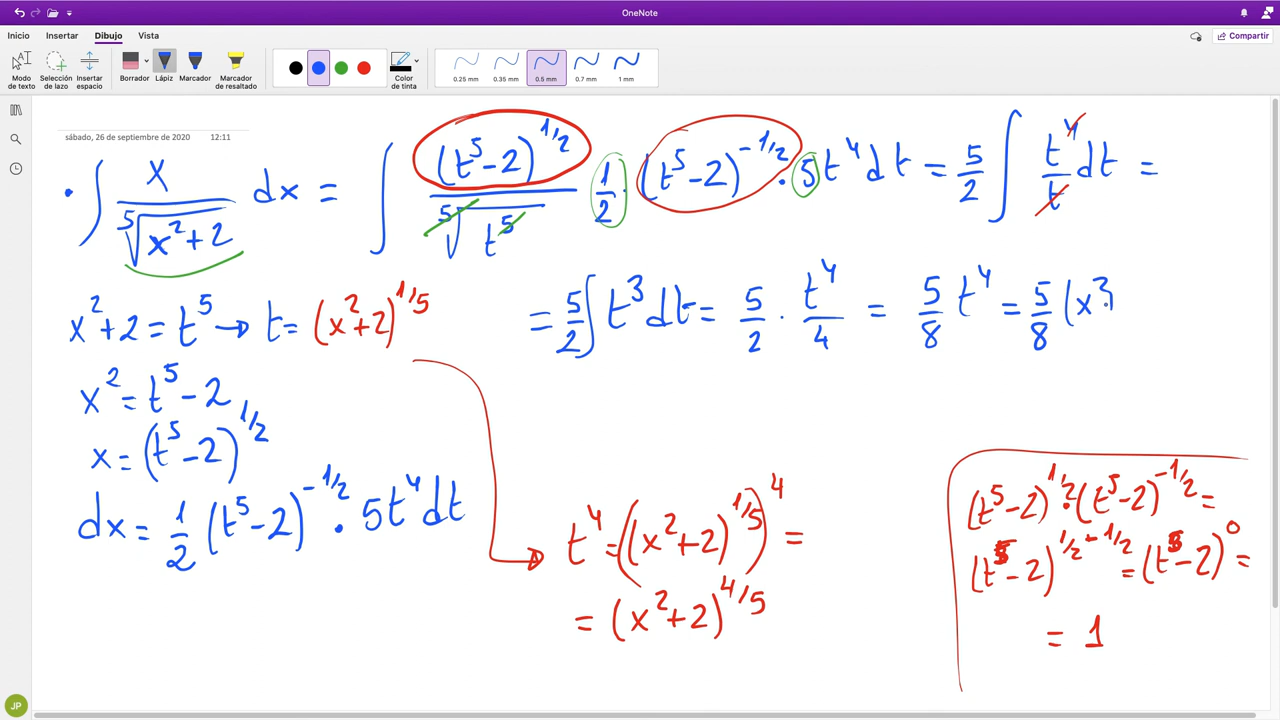 OneNote
Inicio Insertar Dibujo Vista
Compartir
Modo de texto
Selección de lazo
Insertar espacio
Borrador
Lápiz
Marcador
Marcador de resaltado
Color de tinta
0.25 mm 0.35 mm 0.5 mm 0.7 mm 1 mm
sábado, 26 de septiembre de 2020 12:11
• ∫ x/⁵√(x²+2) dx = ∫ (t⁵-2)^1/2 / ⁵√t⁵ 1/2 · (t⁵-2)^-1/2 · 5t⁴dt = 5/2 ∫ t⁴/t dt =
= 5/2 ∫ t³dt = 5/2 · t⁴/4 = 5/8 t⁴ = 5/8 (x²
x²+2 = t⁵ → t = (x²+2)^1/5
x² = t⁵-2
x = (t⁵-2)^1/2
dx = 1/2 (t⁵-2)^-1/2 · 5t⁴dt
t⁴ = ((x²+2)^1/5)⁴ =
= (x²+2)^4/5
(t⁵-2)^1/2 · (t⁵-2)^-1/2 =
(t⁵-2)^1/2-1/2 = (t⁵-2)⁰ =
= 1
JP